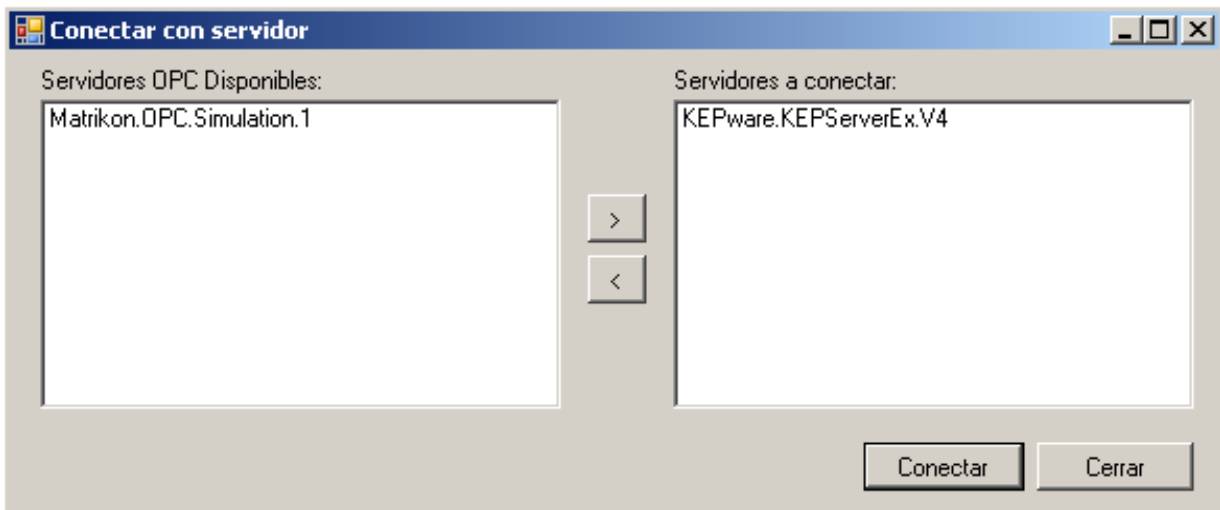 Conectar con servidor
Servidores OPC Disponibles:
Servidores a conectar:
Matrikon.OPC.Simulation.1
KEPware.KEPServerEx.V4
>
<
Conectar
Cerrar